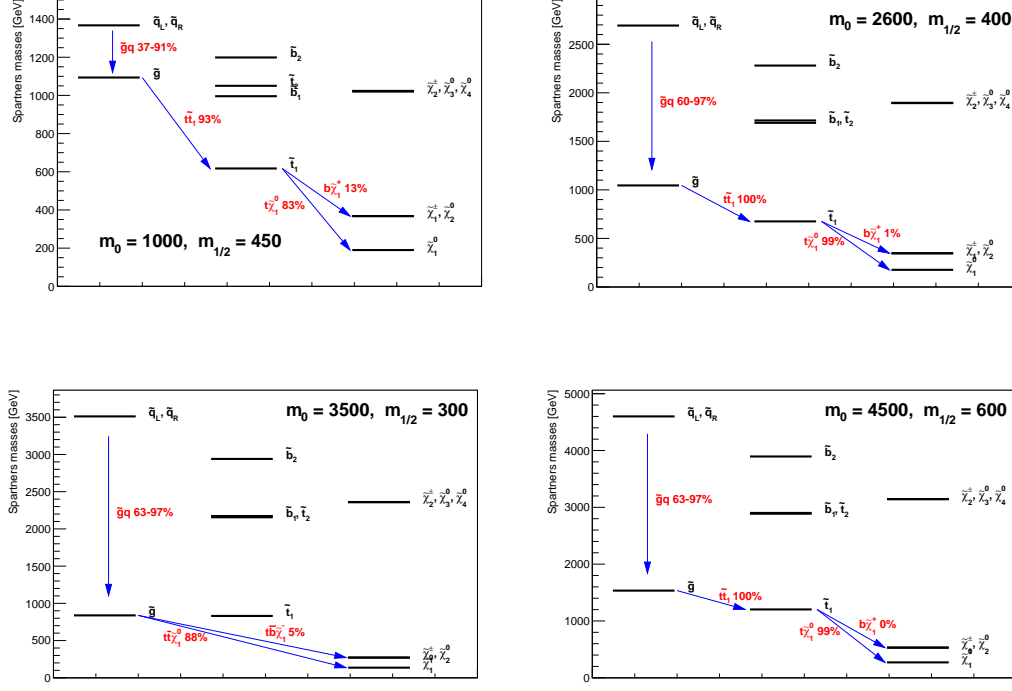 Spartners masses [GeV]
1400
1200
1000
800
600
400
200
0
q̃L, q̃R
g̃q 37-91%
g̃
b̃2
t̃2
b̃1
χ̃2±, χ̃30, χ̃40
tt̃1 93%
t̃1
bχ̃1+ 13%
tχ̃10 83%
χ̃1±, χ̃20
χ̃10
m0 = 1000, m1/2 = 450
Spartners masses [GeV]
2500
2000
1500
1000
500
0
m0 = 2600, m1/2 = 400
q̃L, q̃R
b̃2
g̃q 60-97%
χ̃2±, χ̃30, χ̃40
b̃1, t̃2
g̃
tt̃1 100%
t̃1
bχ̃1+ 1%
tχ̃10 99%
χ̃1±, χ̃20
χ̃10
Spartners masses [GeV]
3500
3000
2500
2000
1500
1000
500
0
m0 = 3500, m1/2 = 300
q̃L, q̃R
b̃2
χ̃2±, χ̃30, χ̃40
g̃q 63-97%
b̃1, t̃2
g̃
t̃1
tt̄χ̃10 88%
tb̄χ̃1- 5%
χ̃1±, χ̃20
χ̃10
Spartners masses [GeV]
5000
4000
3000
2000
1000
0
m0 = 4500, m1/2 = 600
q̃L, q̃R
b̃2
g̃q 63-97%
χ̃2±, χ̃30, χ̃40
b̃1, t̃2
g̃
tt̃1 100%
t̃1
bχ̃1+ 0%
tχ̃10 99%
χ̃1±, χ̃20
χ̃10